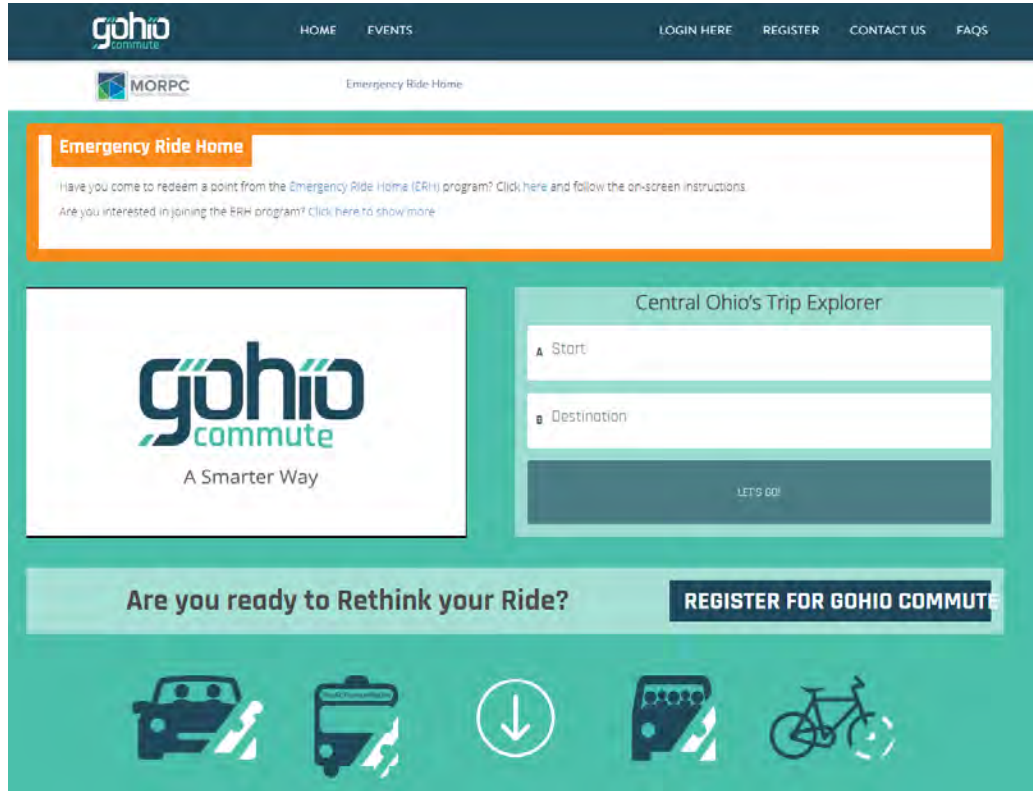 gohio
commute
HOME EVENTS LOGIN HERE REGISTER CONTACT US FAQS
MORPC Emergency Ride Home
Emergency Ride Home
Have you come to redeem a point from the Emergency Ride Home (ERH) program? Click here and follow the on-screen instructions.
Are you interested in joining the ERH program? Click here to show more
gohio
commute
A Smarter Way
Central Ohio's Trip Explorer
A Start
B Destination
LET'S GO!
Are you ready to Rethink your Ride?
REGISTER FOR GOHIO COMMUTE